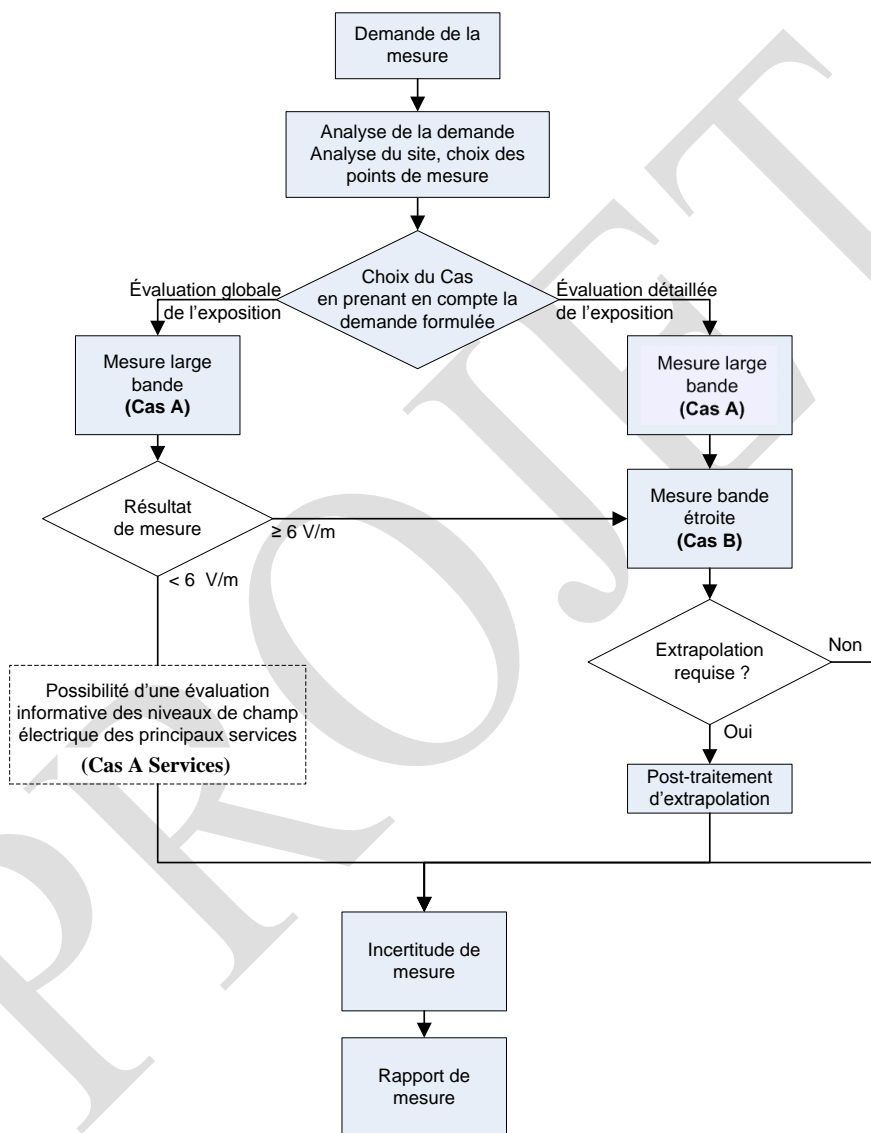 Demande de la
mesure
Analyse de la demande
Analyse du site, choix des
points de mesure
Choix du Cas
en prenant en compte la
demande formulée
Évaluation globale
de l'exposition
Évaluation détaillée
de l'exposition
Mesure large
bande
(Cas A)
Mesure large
bande
(Cas A)
Résultat
de mesure
≥ 6 V/m
< 6 V/m
Mesure bande
étroite
(Cas B)
Extrapolation
requise ?
Non
Oui
Possibilité d'une évaluation
informative des niveaux de champ
électrique des principaux services
(Cas A Services)
Post-traitement
d'extrapolation
Incertitude de
mesure
Rapport de
mesure
PROJET